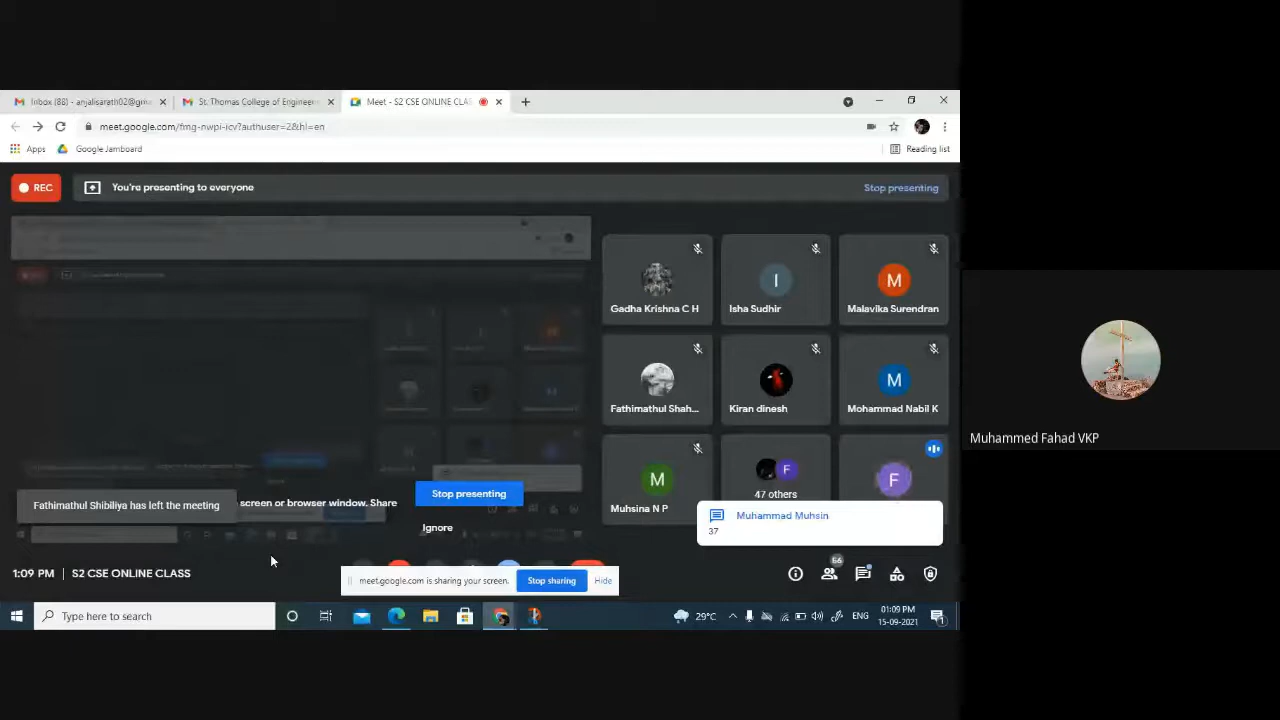 Inbox (88) - anjalisarath02@gma
St. Thomas College of Engineeri
Meet - S2 CSE ONLINE CLAS
meet.google.com/fmg-nwpi-icv?authuser=2&hl=en
Apps
Google Jamboard
Reading list
REC
You're presenting to everyone
Stop presenting
Gadha Krishna C H
I
Isha Sudhir
M
Malavika Surendran
Fathimathul Shah...
Kiran dinesh
M
Mohammad Nabil K
M
Muhsina N P
F
47 others
F
Muhammad Muhsin
37
Fathimathul Shibiliya has left the meeting
screen or browser window. Share
Stop presenting
Ignore
1:09 PM | S2 CSE ONLINE CLASS
meet.google.com is sharing your screen.
Stop sharing
Hide
56
Type here to search
29°C
ENG
01:09 PM
15-09-2021
1
Muhammed Fahad VKP